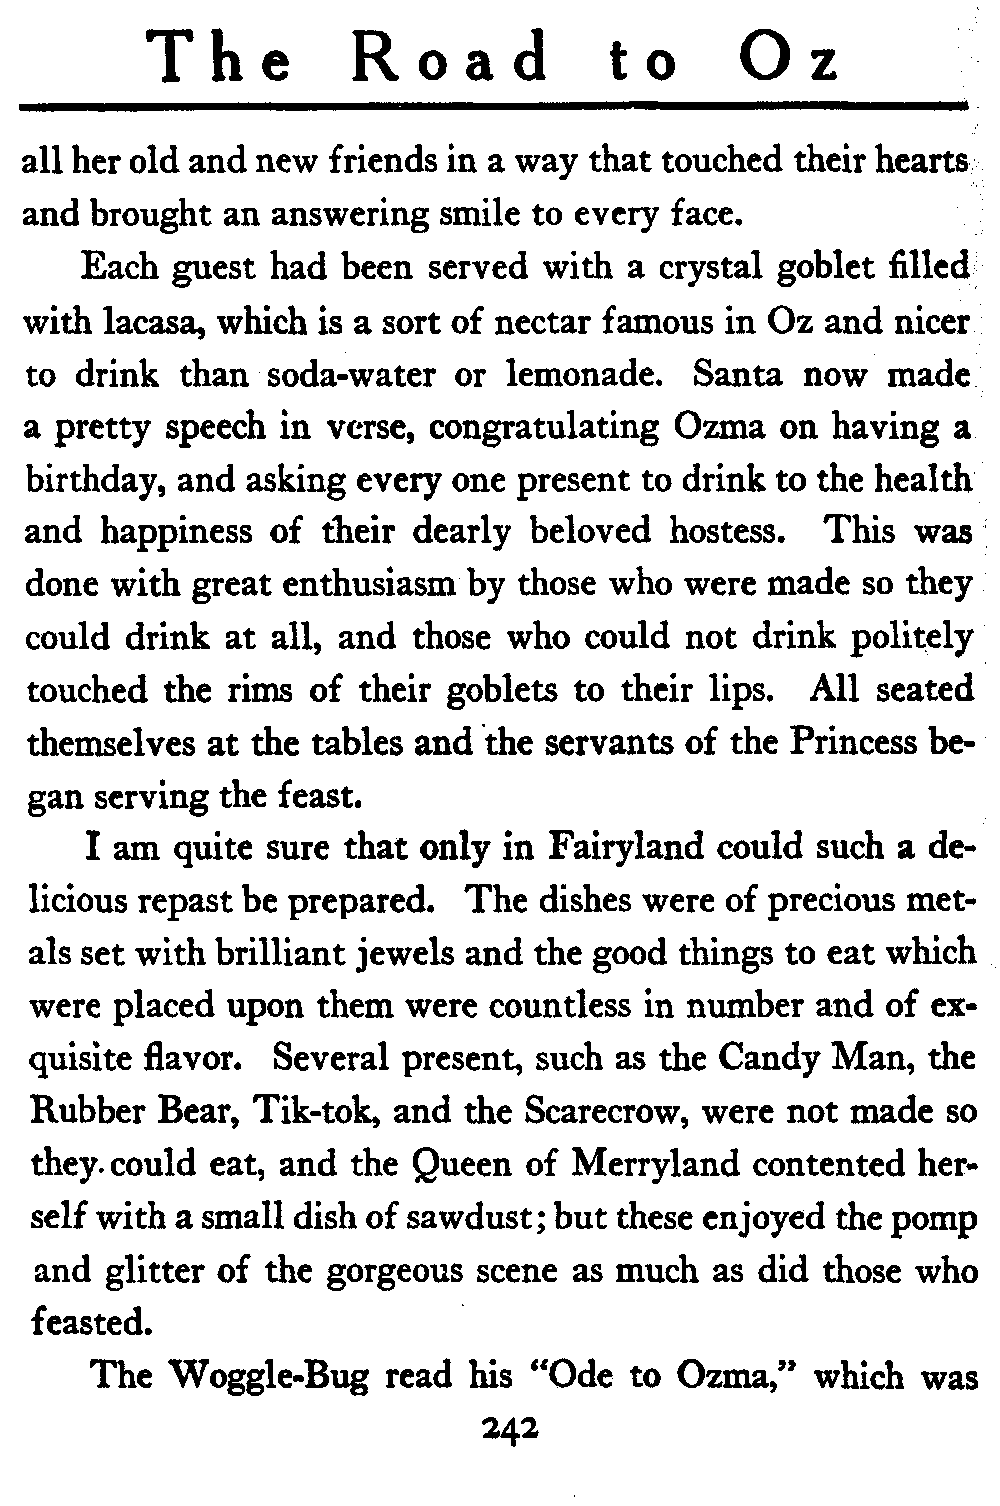 The Road to Oz
all her old and new friends in a way that touched their hearts
and brought an answering smile to every face.
Each guest had been served with a crystal goblet filled
with lacasa, which is a sort of nectar famous in Oz and nicer
to drink than soda-water or lemonade. Santa now made
a pretty speech in verse, congratulating Ozma on having a
birthday, and asking every one present to drink to the health
and happiness of their dearly beloved hostess. This was
done with great enthusiasm by those who were made so they
could drink at all, and those who could not drink politely
touched the rims of their goblets to their lips. All seated
themselves at the tables and the servants of the Princess be-
gan serving the feast.
I am quite sure that only in Fairyland could such a de-
licious repast be prepared. The dishes were of precious met-
als set with brilliant jewels and the good things to eat which
were placed upon them were countless in number and of ex-
quisite flavor. Several present, such as the Candy Man, the
Rubber Bear, Tik-tok, and the Scarecrow, were not made so
they could eat, and the Queen of Merryland contented her-
self with a small dish of sawdust; but these enjoyed the pomp
and glitter of the gorgeous scene as much as did those who
feasted.
The Woggle-Bug read his "Ode to Ozma," which was
242